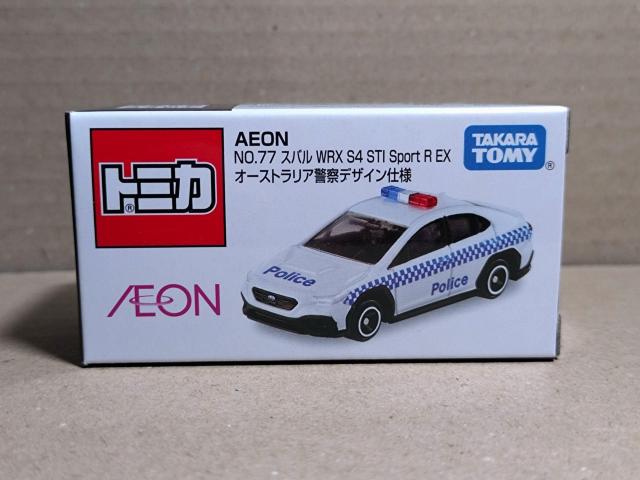 トミカ
®
AEON
AEON
NO.77 スバル WRX S4 STI Sport R EX
オーストラリア警察デザイン仕様
TAKARA
TOMY
®
Police
Police